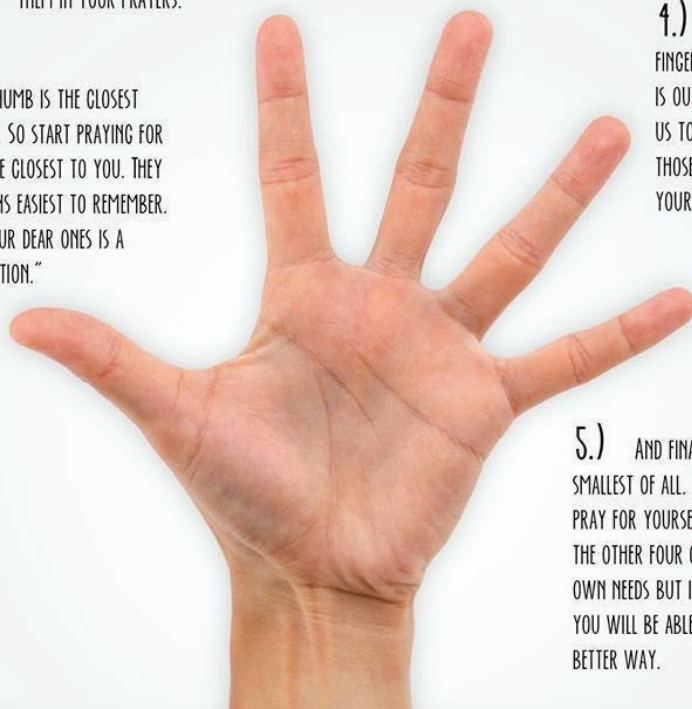 THEM IN YOUR PRAYERS.
HUMB IS THE CLOSEST
. SO START PRAYING FOR
E CLOSEST TO YOU. THEY
NS EASIEST TO REMEMBER.
UR DEAR ONES IS A
TION."
4.)
FINGE
IS OU
US TO
THOSE
YOUR
5.) AND FINA
SMALLEST OF ALL.
PRAY FOR YOURSE
THE OTHER FOUR
OWN NEEDS BUT I
YOU WILL BE ABLE
BETTER WAY.